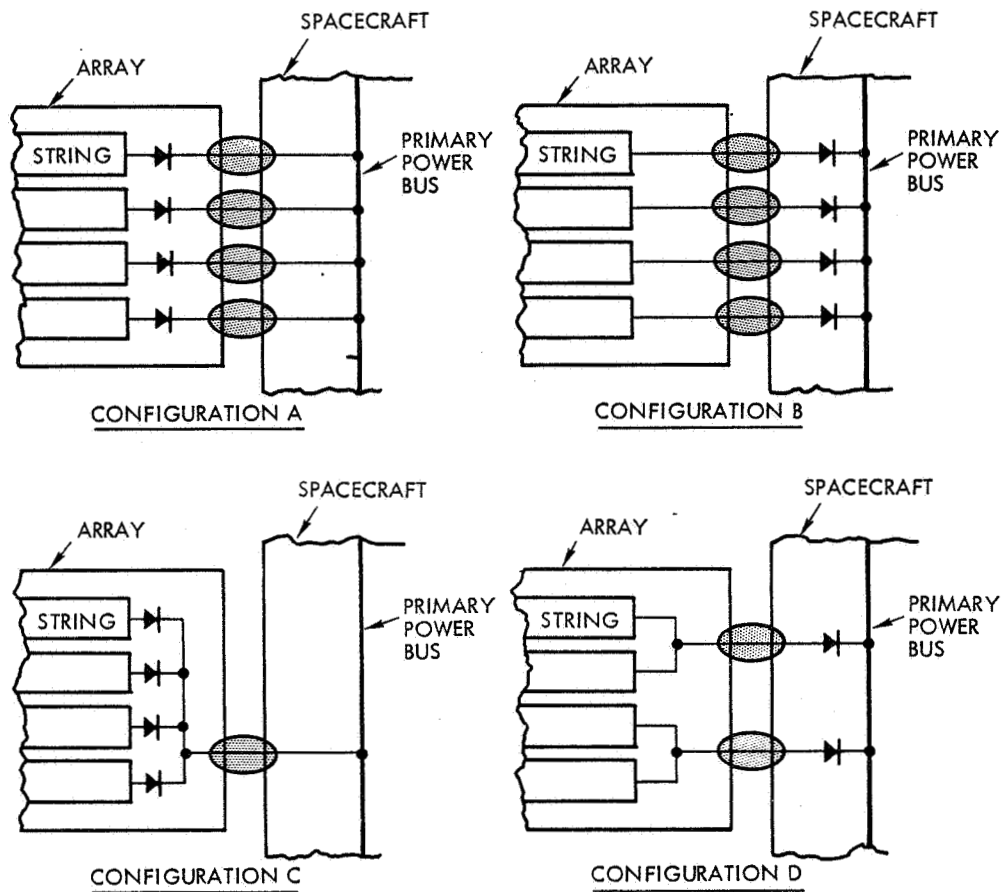 SPACECRAFT
ARRAY
STRING
PRIMARY
POWER
BUS
CONFIGURATION A
SPACECRAFT
ARRAY
STRING
PRIMARY
POWER
BUS
CONFIGURATION B
SPACECRAFT
ARRAY
STRING
PRIMARY
POWER
BUS
CONFIGURATION C
SPACECRAFT
ARRAY
STRING
PRIMARY
POWER
BUS
CONFIGURATION D